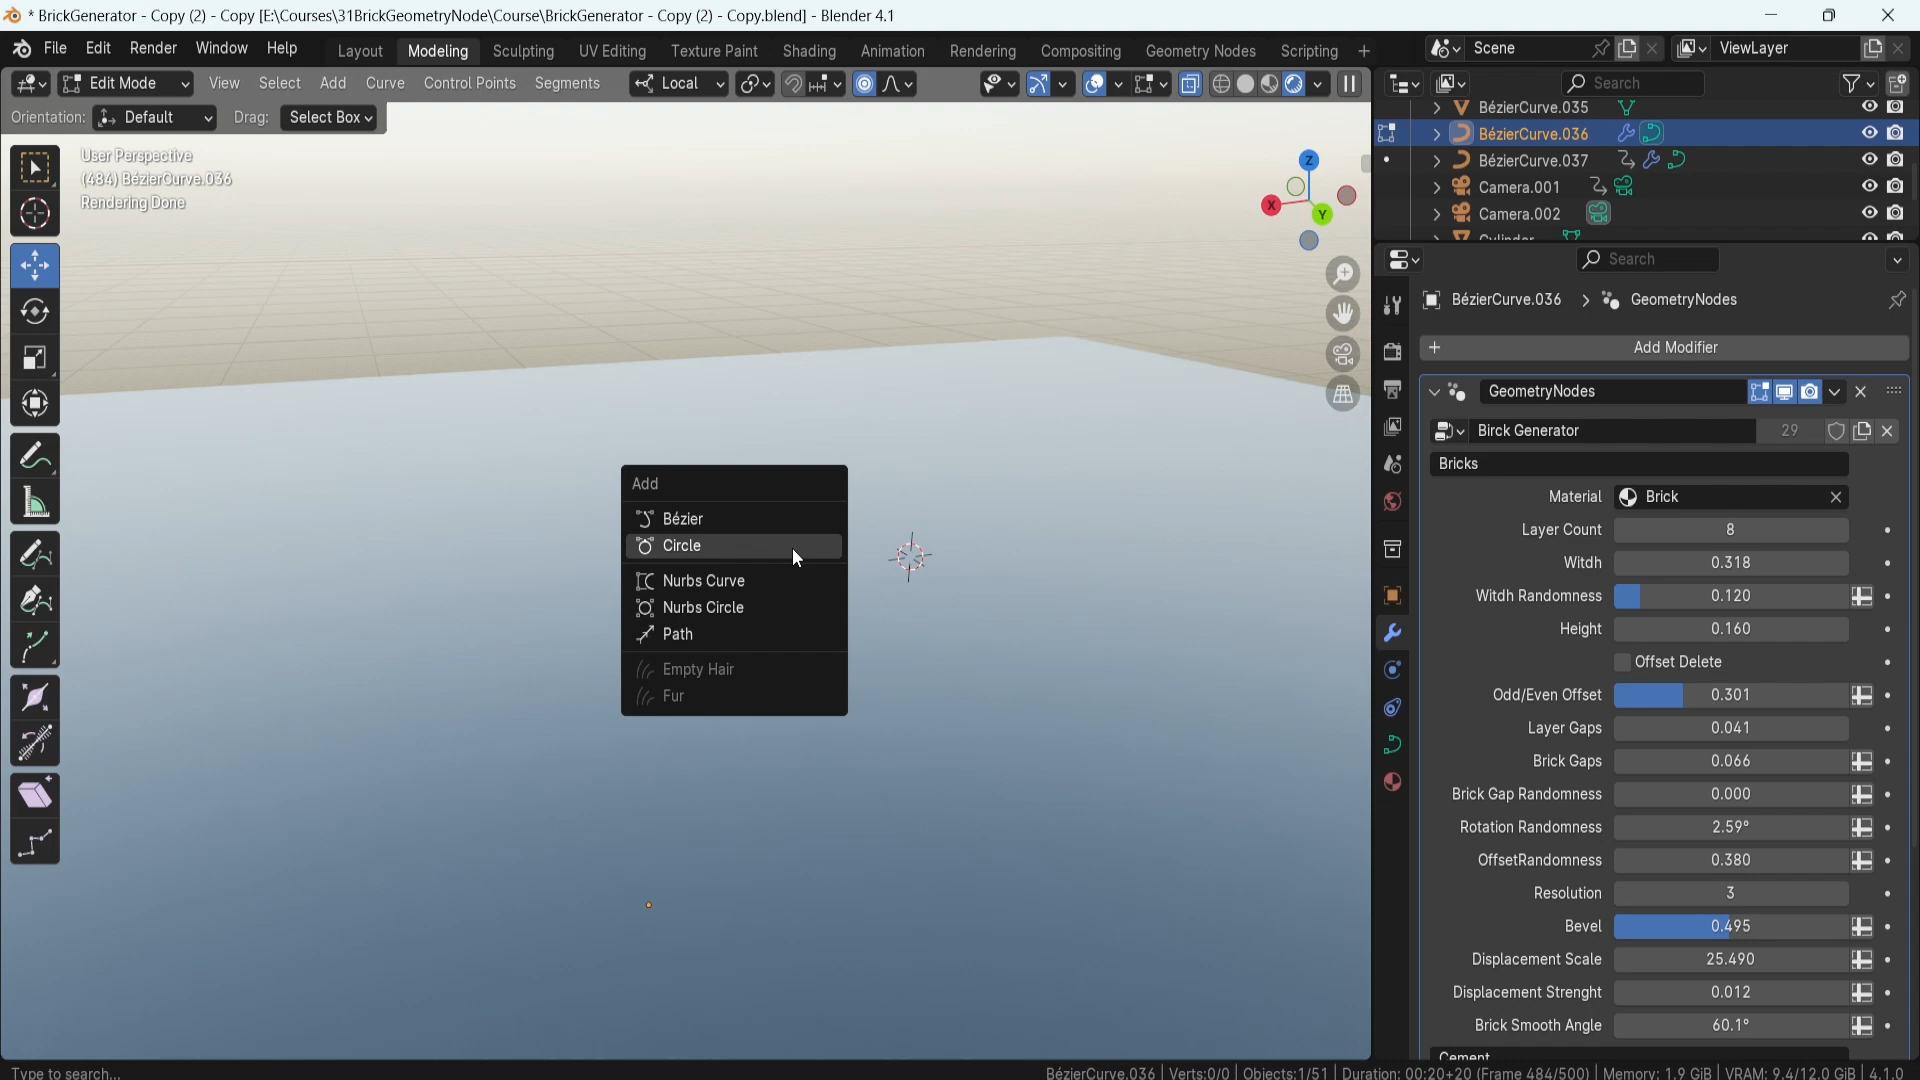 * BrickGenerator - Copy (2) - Copy [E:\Courses\31BrickGeometryNode\Course\BrickGenerator - Copy (2) - Copy.blend] - Blender 4.1
File Edit Render Window Help Layout Modeling Sculpting UV Editing Texture Paint Shading Animation Rendering Compositing Geometry Nodes Scripting + Scene ViewLayer
Edit Mode View Select Add Curve Control Points Segments Local Search
Orientation: Default Drag: Select Box
User Perspective
(484) BézierCurve.036
Rendering Done
Z
X
Y
BézierCurve.035
BézierCurve.036
BézierCurve.037
Camera.001
Camera.002
Cylinder
Search
BézierCurve.036 > GeometryNodes
+ Add Modifier
GeometryNodes
Birck Generator 29
Bricks
Material Brick
Layer Count 8
Witdh 0.318
Witdh Randomness 0.120
Height 0.160
Offset Delete
Odd/Even Offset 0.301
Layer Gaps 0.041
Brick Gaps 0.066
Brick Gap Randomness 0.000
Rotation Randomness 2.59°
OffsetRandomness 0.380
Resolution 3
Bevel 0.495
Displacement Scale 25.490
Displacement Strenght 0.012
Brick Smooth Angle 60.1°
Cement
Add
Bézier
Circle
Nurbs Curve
Nurbs Circle
Path
Empty Hair
Fur
Type to search...
BézierCurve.036 | Verts:0/0 | Objects:1/51 | Duration: 00:20+20 (Frame 484/500) | Memory: 1.9 GiB | VRAM: 9.4/12.0 GiB | 4.1.0